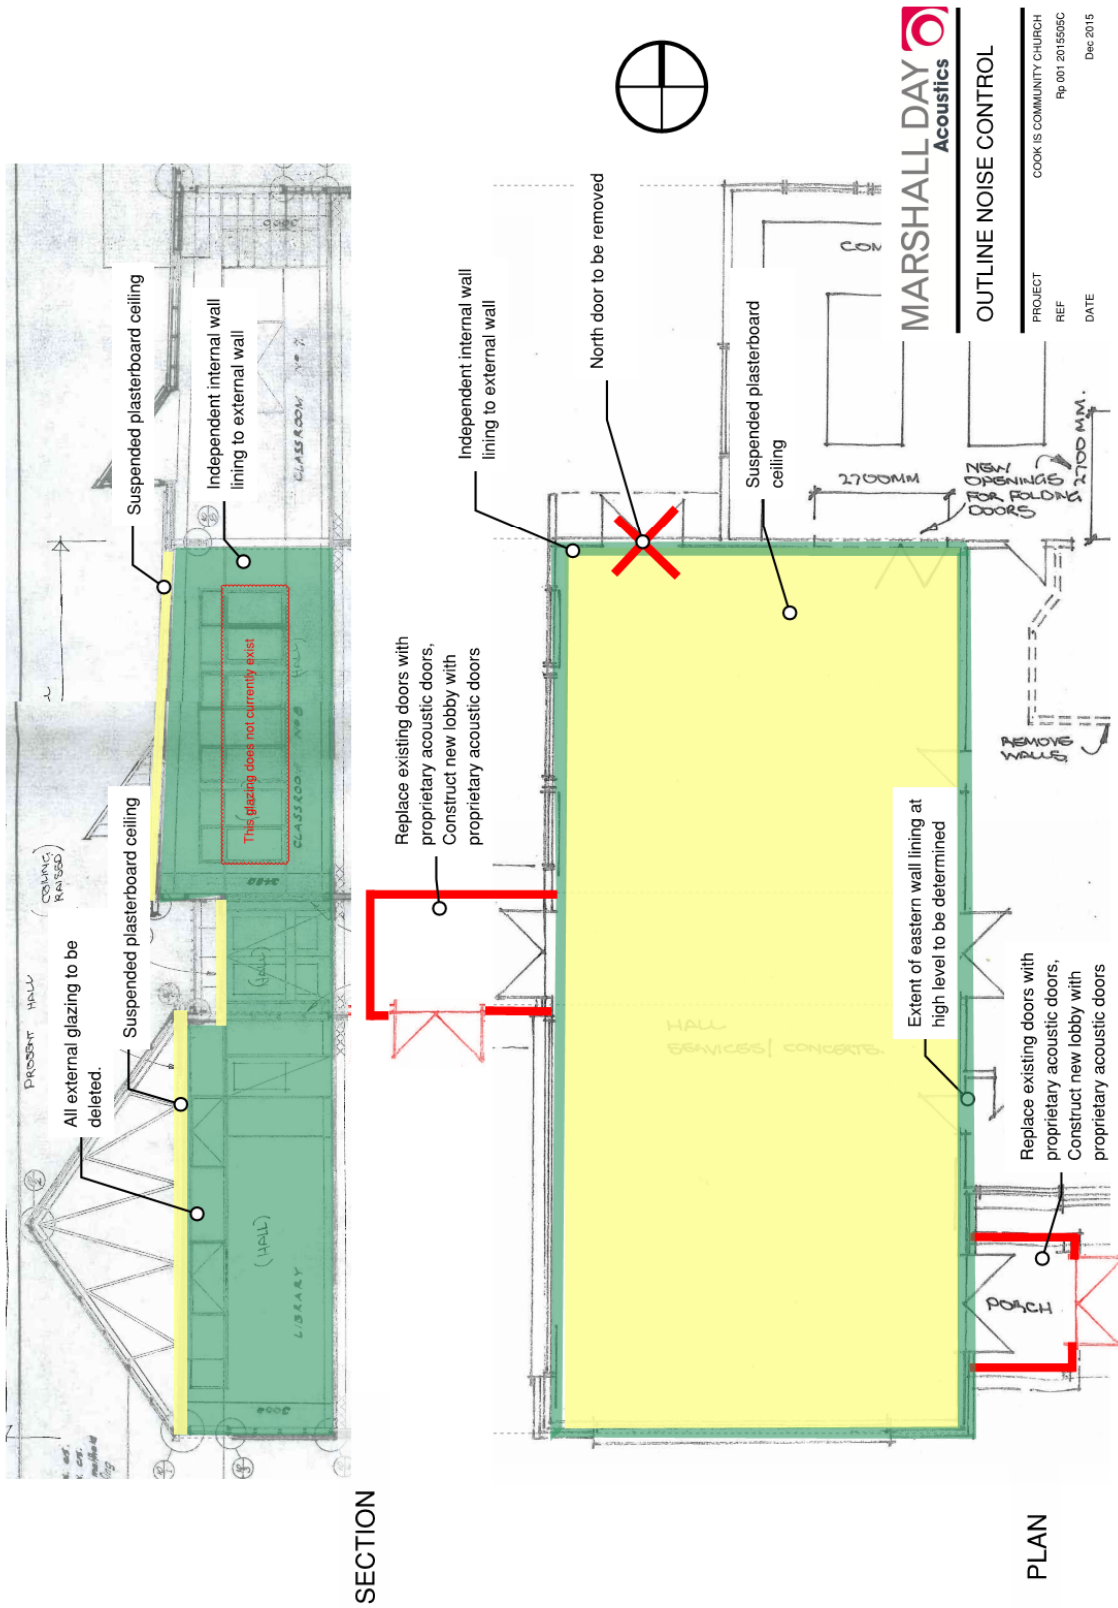 SECTION
PRESENT HALL
(CEILING
RAISED)
All external glazing to be
deleted.
Suspended plasterboard ceiling
Suspended plasterboard ceiling
Independent internal wall
lining to external wall
This glazing does not currently exist
LIBRARY
(HALL)
(HALL)
CLASSROOM No 8
(HALL)
CLASSROOM No 7.
3000
PLAN
Replace existing doors with
proprietary acoustic doors,
Construct new lobby with
proprietary acoustic doors
Independent internal wall
lining to external wall
North door to be removed
Suspended plasterboard
ceiling
HALL
SERVICES/ CONCERTS.
Extent of eastern wall lining at
high level to be determined
Replace existing doors with
proprietary acoustic doors,
Construct new lobby with
proprietary acoustic doors
PORCH
REMOVE
WALLS
2700MM
NEW
OPENINGS
FOR FOLDING
DOORS
2700 MM.
CON
MARSHALL DAY
Acoustics
OUTLINE NOISE CONTROL
PROJECT COOK IS COMMUNITY CHURCH
REF Rp 001 2015505C
DATE Dec 2015